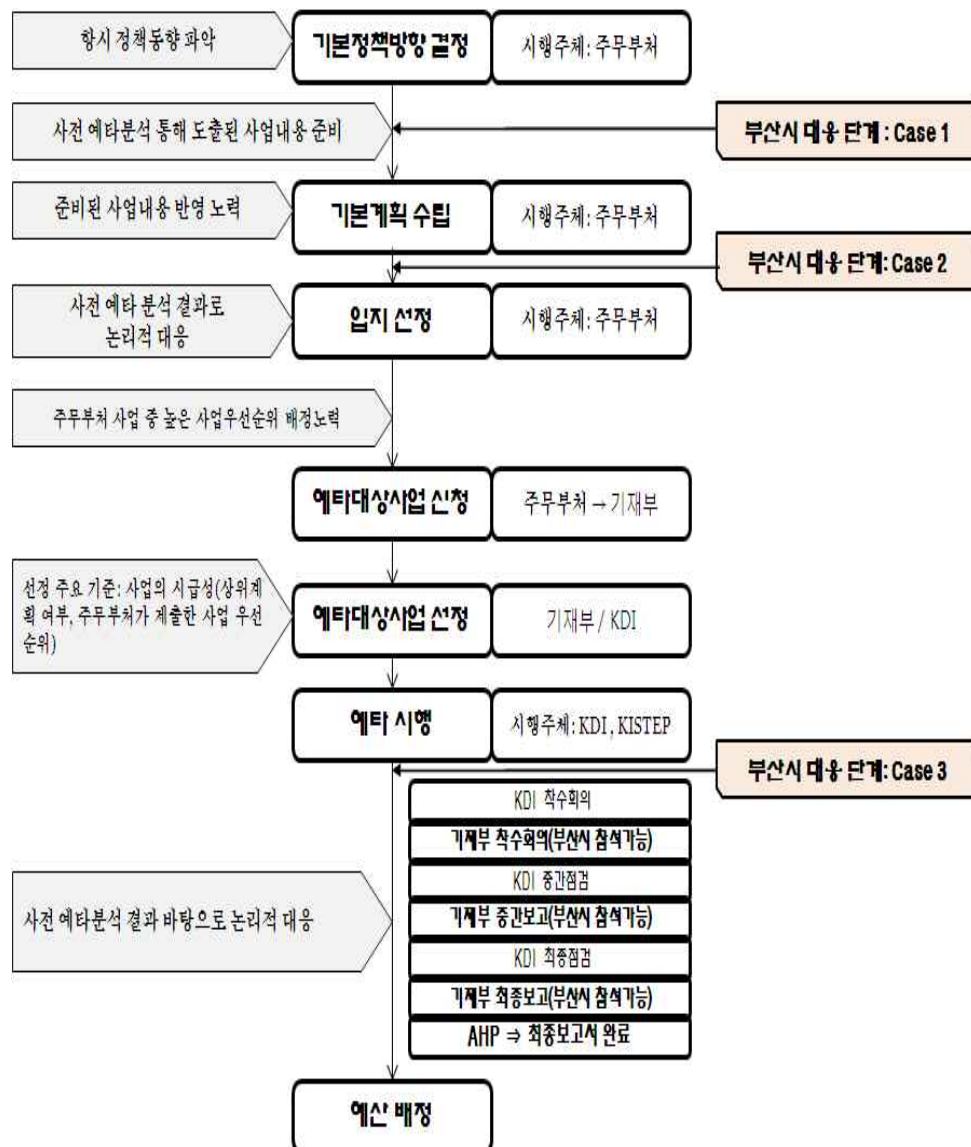 항시 정책동향 파악
기본정책방향 결정
시행주체: 주무부처
사전 예타분석 통해 도출된 사업내용 준비
부산시 대응 단계 : Case 1
준비된 사업내용 반영 노력
기본계획 수립
시행주체: 주무부처
부산시 대응 단계: Case 2
사전 예타 분석 결과로
논리적 대응
입지 선정
시행주체: 주무부처
주무부처 사업 중 높은 사업우선순위 배정노력
예타대상사업 신청
주무부처 → 기재부
선정 주요 기준: 사업의 시급성(상위계
획 여부, 주무부처가 제출한 사업 우선
순위)
예타대상사업 선정
기재부 / KDI
예타 시행
시행주체: KDI, KISTEP
부산시 대응 단계: Case 3
KDI 착수회의
기재부 착수회의(부산시 참석가능)
KDI 중간점검
기재부 중간보고(부산시 참석가능)
사전 예타분석 결과 바탕으로 논리적 대응
KDI 최종점검
기재부 최종보고(부산시 참석가능)
AHP ⇒ 최종보고서 완료
예산 배정